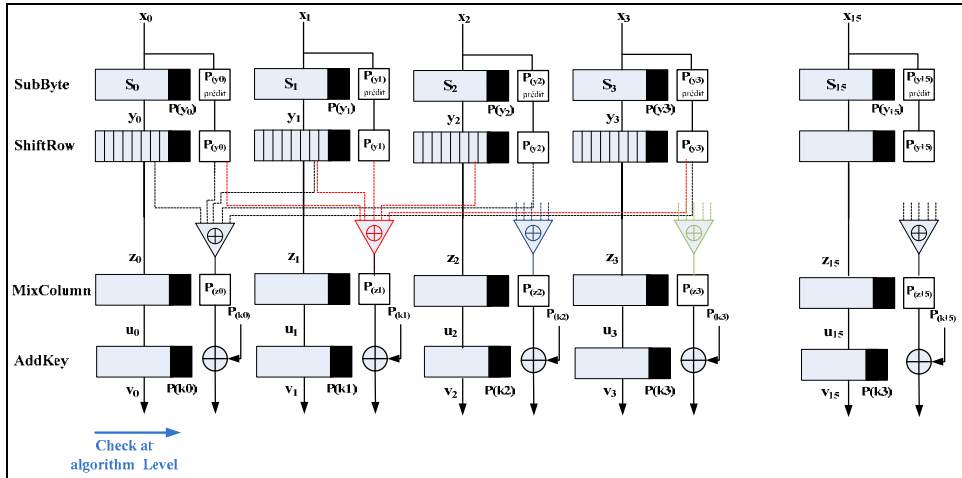 x0 x1 x2 x3 x15
SubByte
S0 P(y0) prédit S1 P(y1) prédit S2 P(y2) prédit S3 P(y3) prédit S15 P(y15) prédit
P(y0) P(y1) P(y2) P(y3) P(y15)
y0 y1 y2 y3
ShiftRow
P(y0) P(y1) P(y2) P(y3) P(y15)
z0 z1 z2 z3 z15
MixColumn
P(z0) P(z1) P(z2) P(z3) P(z15)
P(k0) P(k1) P(k2) P(k3) P(k15)
u0 u1 u2 u3 u15
AddKey
v0 P(k0) v1 P(k1) v2 P(k2) v3 P(k3) v15 P(k3)
Check at
algorithm Level